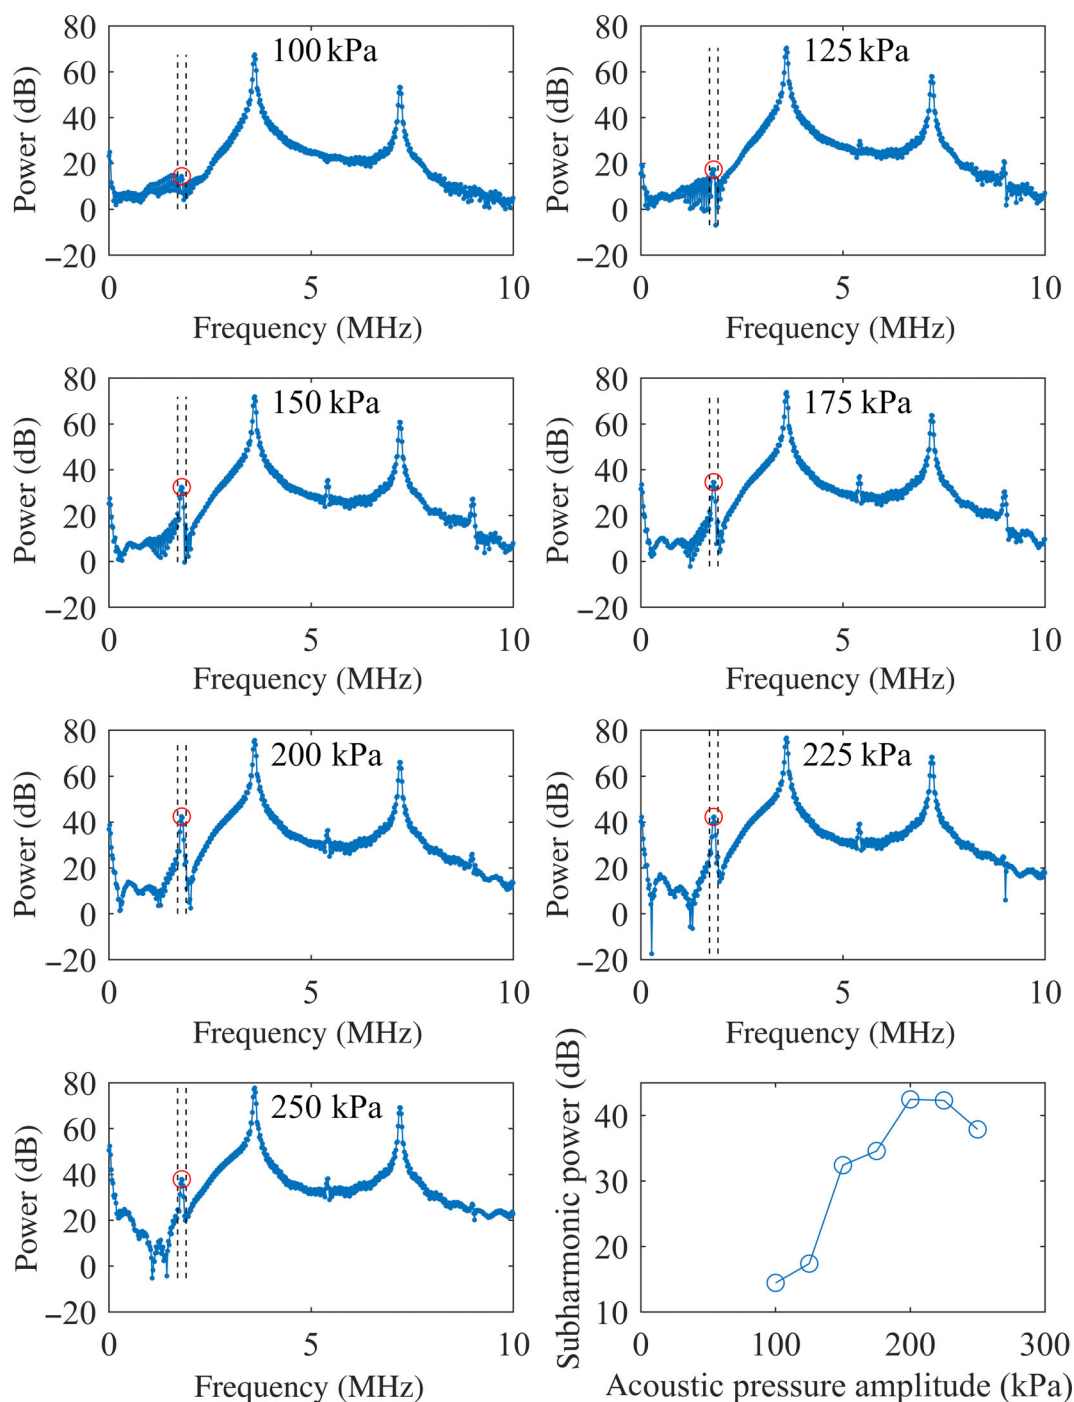 100 kPa
80
60
40
20
0
−20
Power (dB)
0 5 10
Frequency (MHz)
125 kPa
80
60
40
20
0
−20
Power (dB)
0 5 10
Frequency (MHz)
150 kPa
80
60
40
20
0
−20
Power (dB)
0 5 10
Frequency (MHz)
175 kPa
80
60
40
20
0
−20
Power (dB)
0 5 10
Frequency (MHz)
200 kPa
80
60
40
20
0
−20
Power (dB)
0 5 10
Frequency (MHz)
225 kPa
80
60
40
20
0
−20
Power (dB)
0 5 10
Frequency (MHz)
250 kPa
80
60
40
20
0
−20
Power (dB)
0 5 10
Frequency (MHz)
40
30
20
10
Subharmonic power (dB)
0 100 200 300
Acoustic pressure amplitude (kPa)